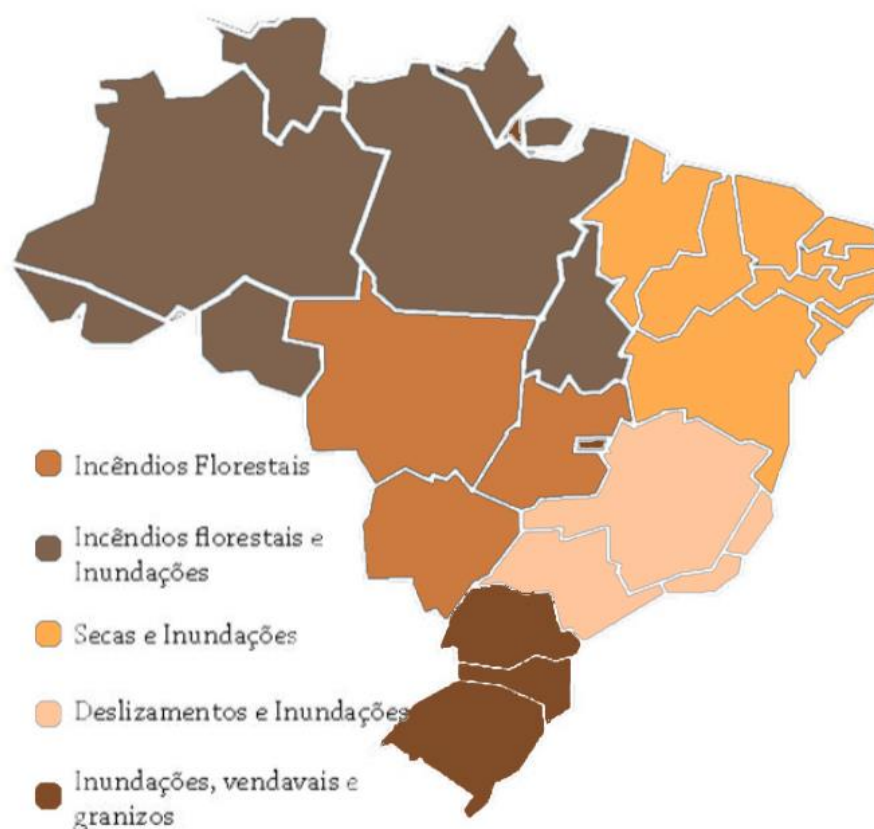 Incêndios Florestais
Incêndios florestais e
Inundações
Secas e Inundações
Deslizamentos e Inundações
Inundações, vendavais e
granizos